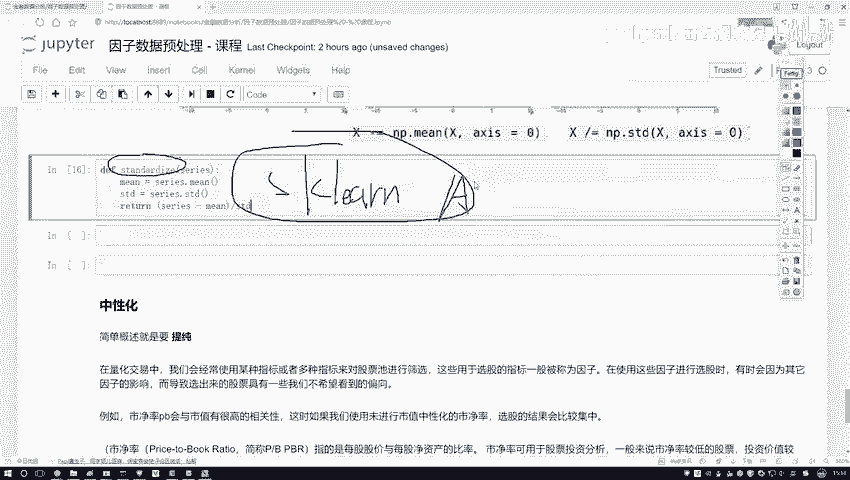 jupyter 因子数据预处理 - 课程 Last Checkpoint: 2 hours ago (unsaved changes)
Logout
File Edit View Insert Cell Kernel Widgets Help
Trusted
Code
X -= np.mean(X, axis = 0) X /= np.std(X, axis = 0)
In [16]: def standardize(series):
mean = series.mean()
std = series.std()
return (series - mean)/std
sklearn A
In [ ]:
In [ ]:
中性化
简单概述就是要 提纯
在量化交易中，我们会经常使用某种指标或者多种指标来对股票池进行筛选，这些用于选股的指标一般被称为因子。在使用这些因子进行选股时，有时会因为其它
因子的影响，而导致选出来的股票具有一些我们不希望看到的偏向。
例如，市净率pb会与市值有很高的相关性，这时如果我们使用未进行市值中性化的市净率，选股的结果会比较集中。
（市净率（Price-to-Book Ratio，简称P/B PBR）指的是每股股价与每股净资产的比率。 市净率可用于股票投资分析，一般来说市净率较低的股票，投资价值较